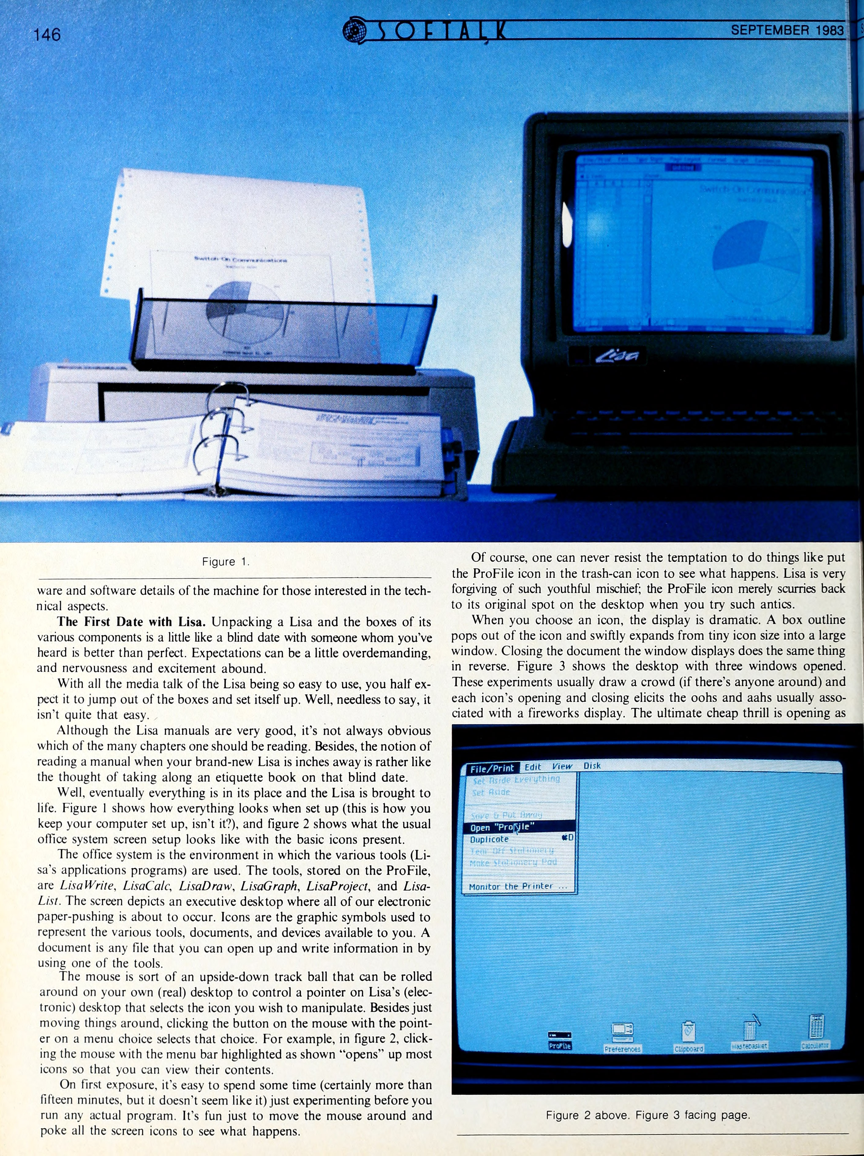 146
SOFTALK
SEPTEMBER 1983
Switch-On Communications
Switch-On Communications
Lisa
Figure 1.
ware and software details of the machine for those interested in the tech-
nical aspects.
The First Date with Lisa. Unpacking a Lisa and the boxes of its
various components is a little like a blind date with someone whom you've
heard is better than perfect. Expectations can be a little overdemanding,
and nervousness and excitement abound.
With all the media talk of the Lisa being so easy to use, you half ex-
pect it to jump out of the boxes and set itself up. Well, needless to say, it
isn't quite that easy.
Although the Lisa manuals are very good, it's not always obvious
which of the many chapters one should be reading. Besides, the notion of
reading a manual when your brand-new Lisa is inches away is rather like
the thought of taking along an etiquette book on that blind date.
Well, eventually everything is in its place and the Lisa is brought to
life. Figure 1 shows how everything looks when set up (this is how you
keep your computer set up, isn't it?), and figure 2 shows what the usual
office system screen setup looks like with the basic icons present.
The office system is the environment in which the various tools (Li-
sa's applications programs) are used. The tools, stored on the ProFile,
are LisaWrite, LisaCalc, LisaDraw, LisaGraph, LisaProject, and Lisa-
List. The screen depicts an executive desktop where all of our electronic
paper-pushing is about to occur. Icons are the graphic symbols used to
represent the various tools, documents, and devices available to you. A
document is any file that you can open up and write information in by
using one of the tools.
The mouse is sort of an upside-down track ball that can be rolled
around on your own (real) desktop to control a pointer on Lisa's (elec-
tronic) desktop that selects the icon you wish to manipulate. Besides just
moving things around, clicking the button on the mouse with the point-
er on a menu choice selects that choice. For example, in figure 2, click-
ing the mouse with the menu bar highlighted as shown "opens" up most
icons so that you can view their contents.
On first exposure, it's easy to spend some time (certainly more than
fifteen minutes, but it doesn't seem like it) just experimenting before you
run any actual program. It's fun just to move the mouse around and
poke all the screen icons to see what happens.
Of course, one can never resist the temptation to do things like put
the ProFile icon in the trash-can icon to see what happens. Lisa is very
forgiving of such youthful mischief; the ProFile icon merely scurries back
to its original spot on the desktop when you try such antics.
When you choose an icon, the display is dramatic. A box outline
pops out of the icon and swiftly expands from tiny icon size into a large
window. Closing the document the window displays does the same thing
in reverse. Figure 3 shows the desktop with three windows opened.
These experiments usually draw a crowd (if there's anyone around) and
each icon's opening and closing elicits the oohs and aahs usually asso-
ciated with a fireworks display. The ultimate cheap thrill is opening as
File/Print Edit View Disk
Set Aside Everything
Set Aside
Save & Put Away
Open "Profile"
Duplicate D
Tear Off Stationery
Make Stationery Pad
Monitor the Printer ...
Profile
Preferences
Clipboard
Wastebasket
Calculator
Figure 2 above. Figure 3 facing page.